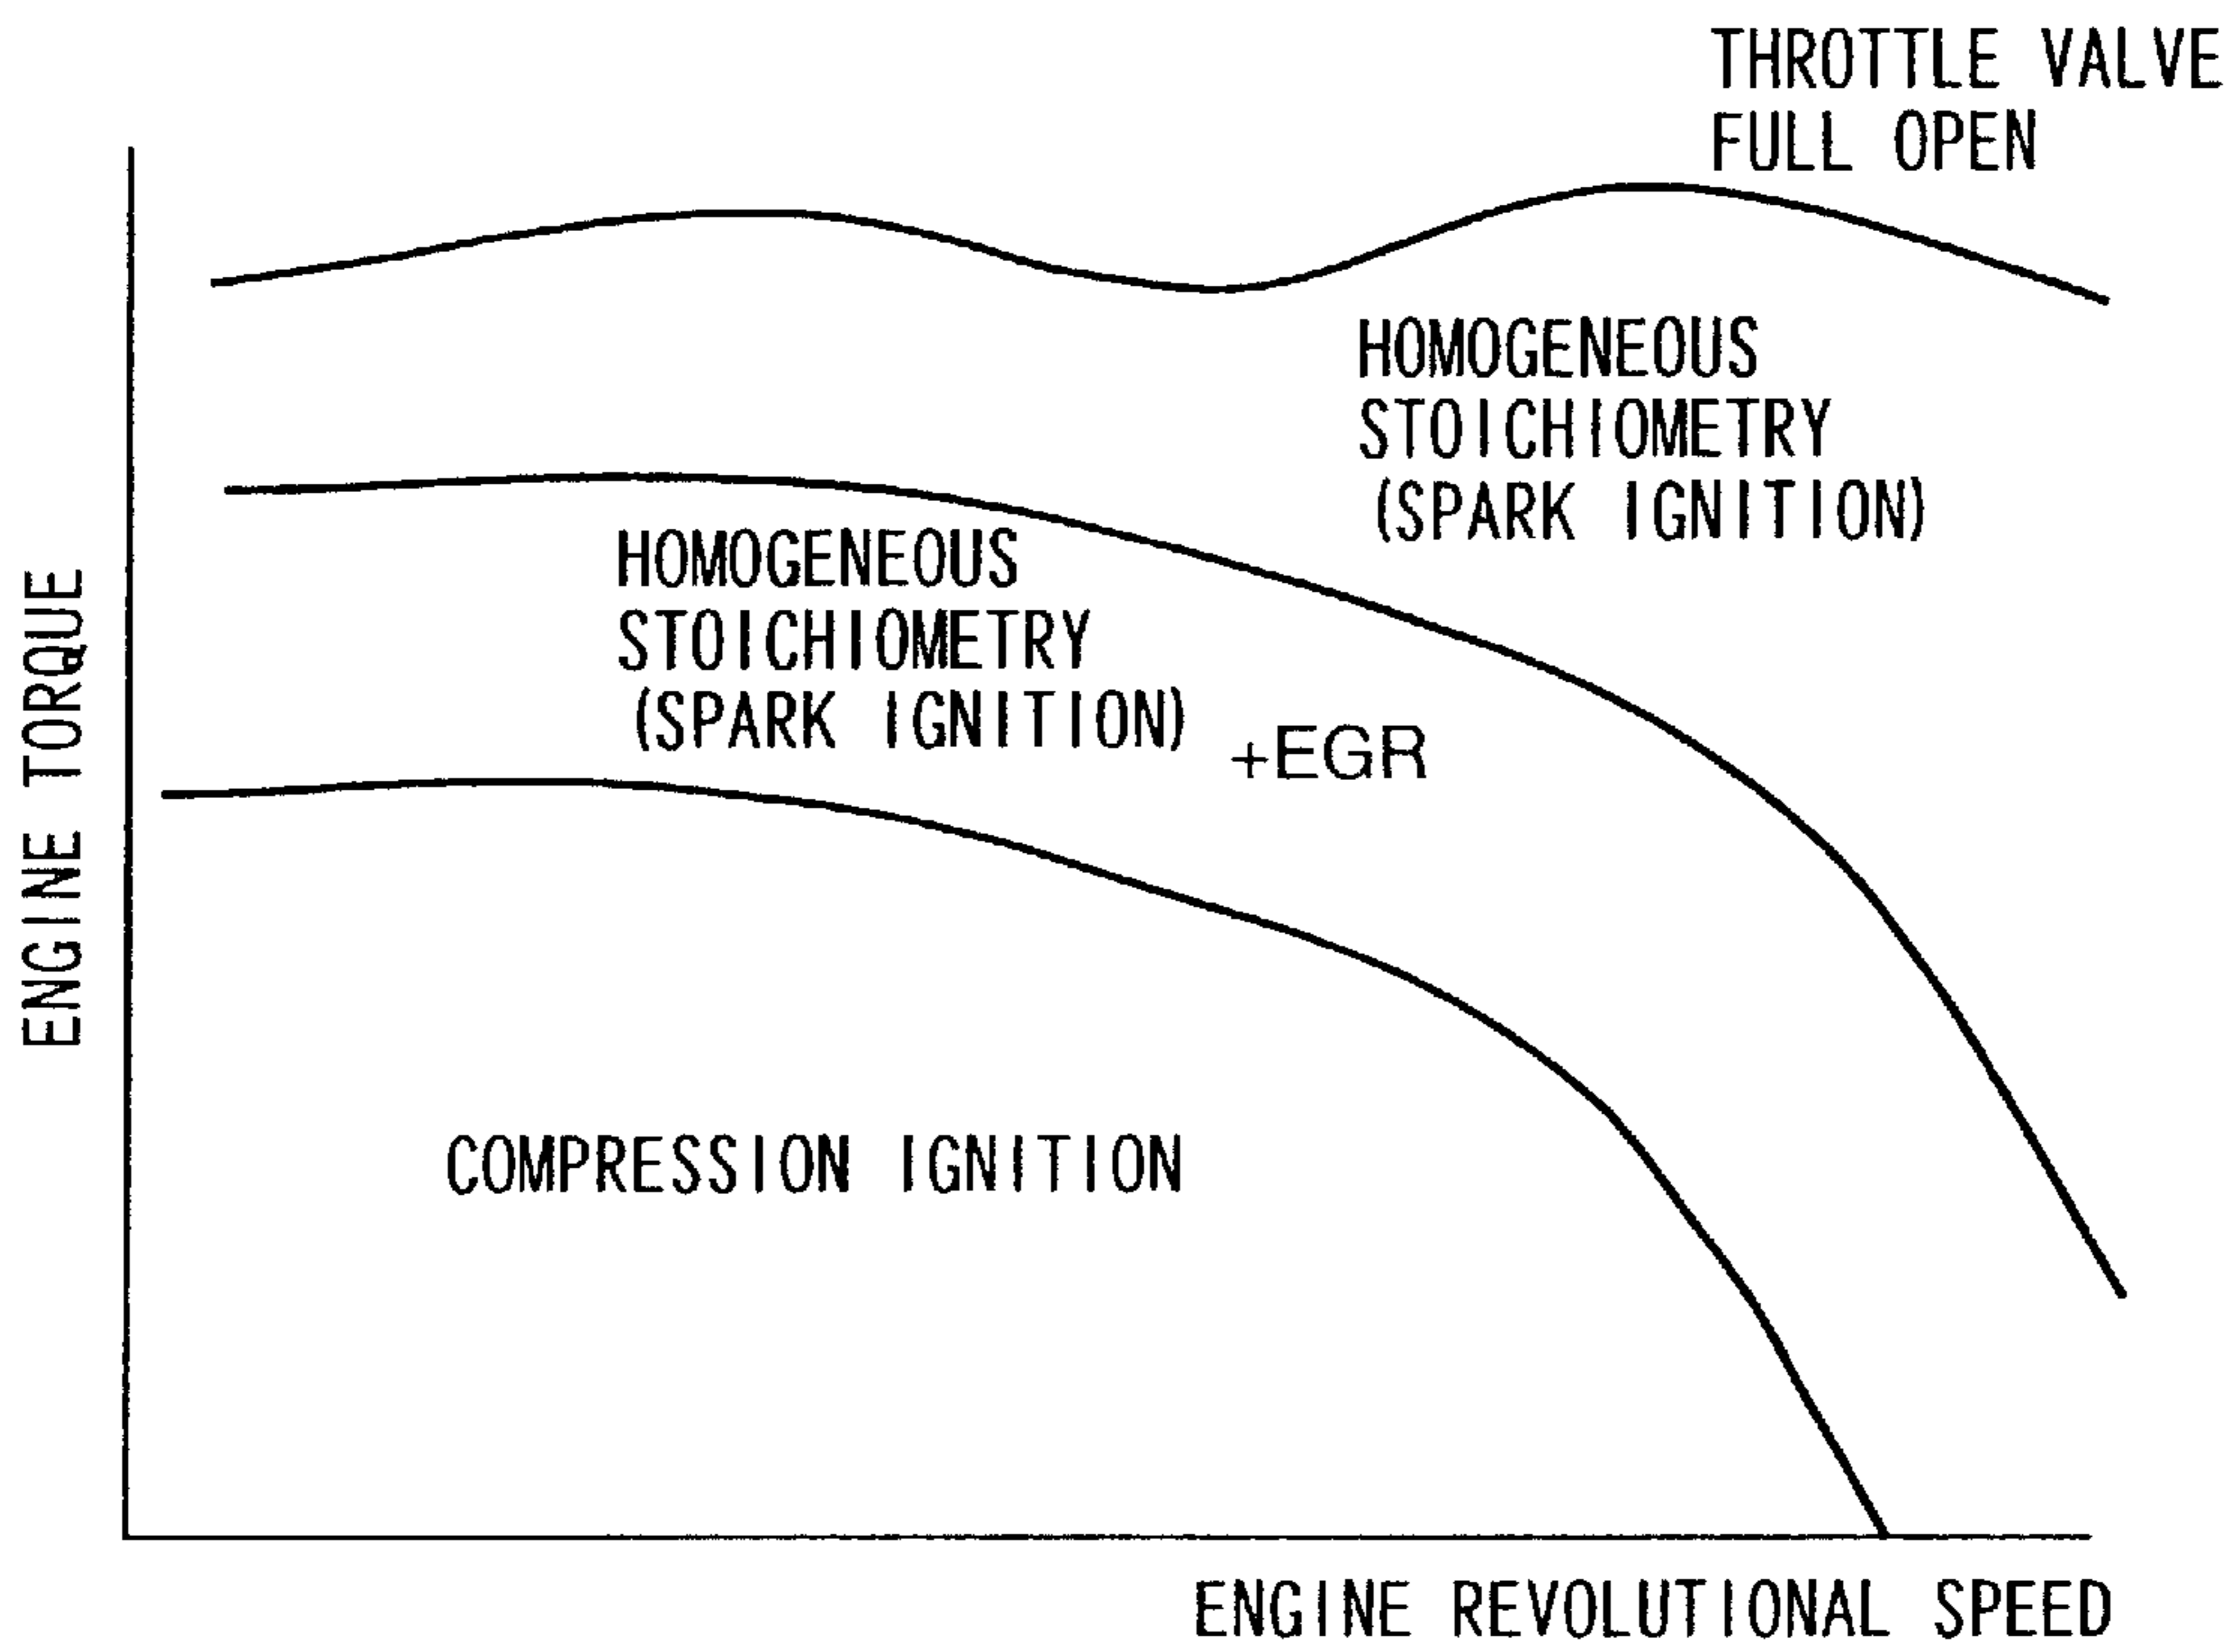 THROTTLE VALVE
FULL OPEN
HOMOGENEOUS
STOICHIOMETRY
(SPARK IGNITION)
HOMOGENEOUS
STOICHIOMETRY
(SPARK IGNITION) +EGR
COMPRESSION IGNITION
ENGINE TORQUE
ENGINE REVOLUTIONAL SPEED